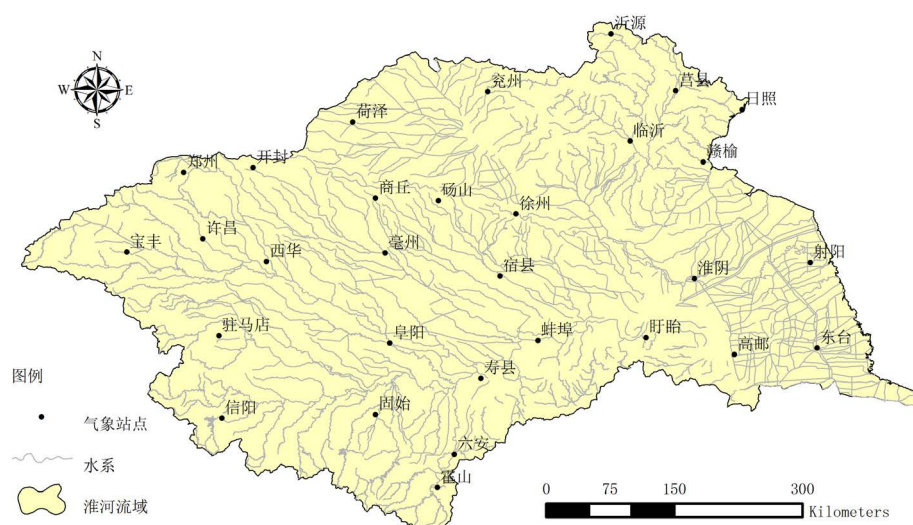 沂源
N
W E
S
兖州
莒县
日照
荷泽
临沂
赣榆
郑州
开封
商丘
砀山
徐州
宝丰
许昌
西华
亳州
宿县
淮阴
射阳
驻马店
阜阳
蚌埠
盱眙
高邮
东台
寿县
信阳
固始
六安
霍山
图例
气象站点
水系
淮河流域
0 75 150 300
Kilometers